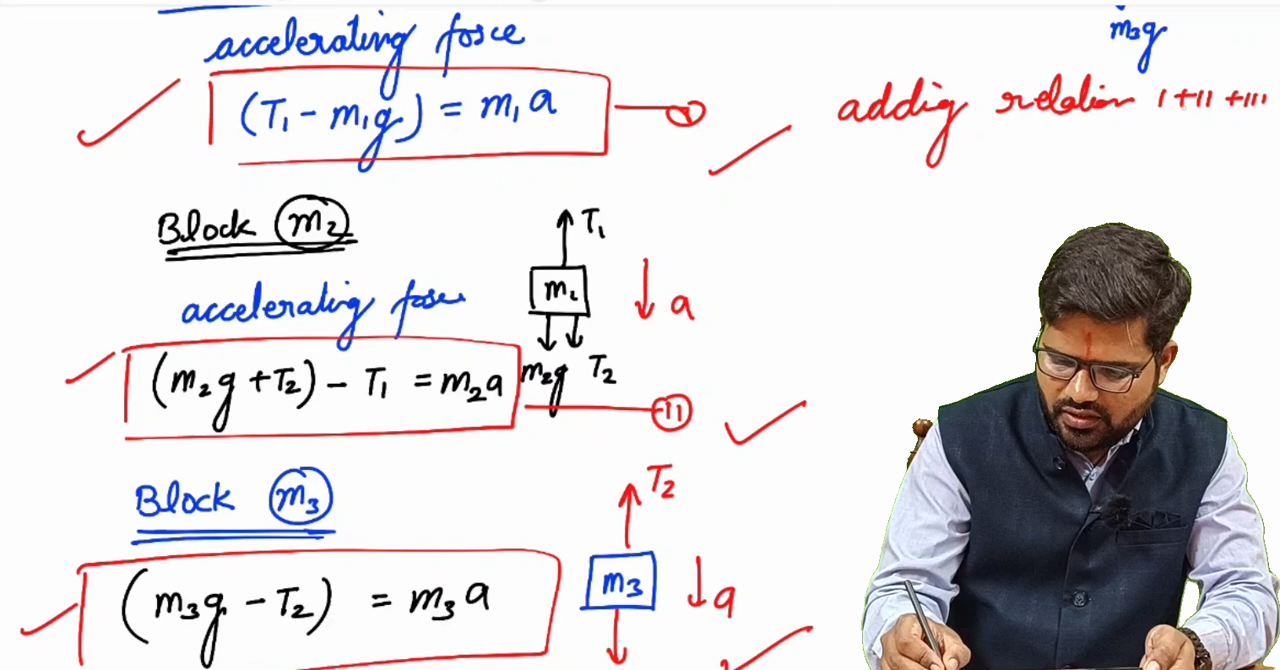 accelerating force
(T₁ - m₁g) = m₁a
I
Block m₂
accelerating force
(m₂g + T₂) - T₁ = m₂a
II
T₁
m₂
a
m₂g T₂
Block m₃
(m₃g - T₂) = m₃a
T₂
m₃
a
m₃g
adding relation I + II + III